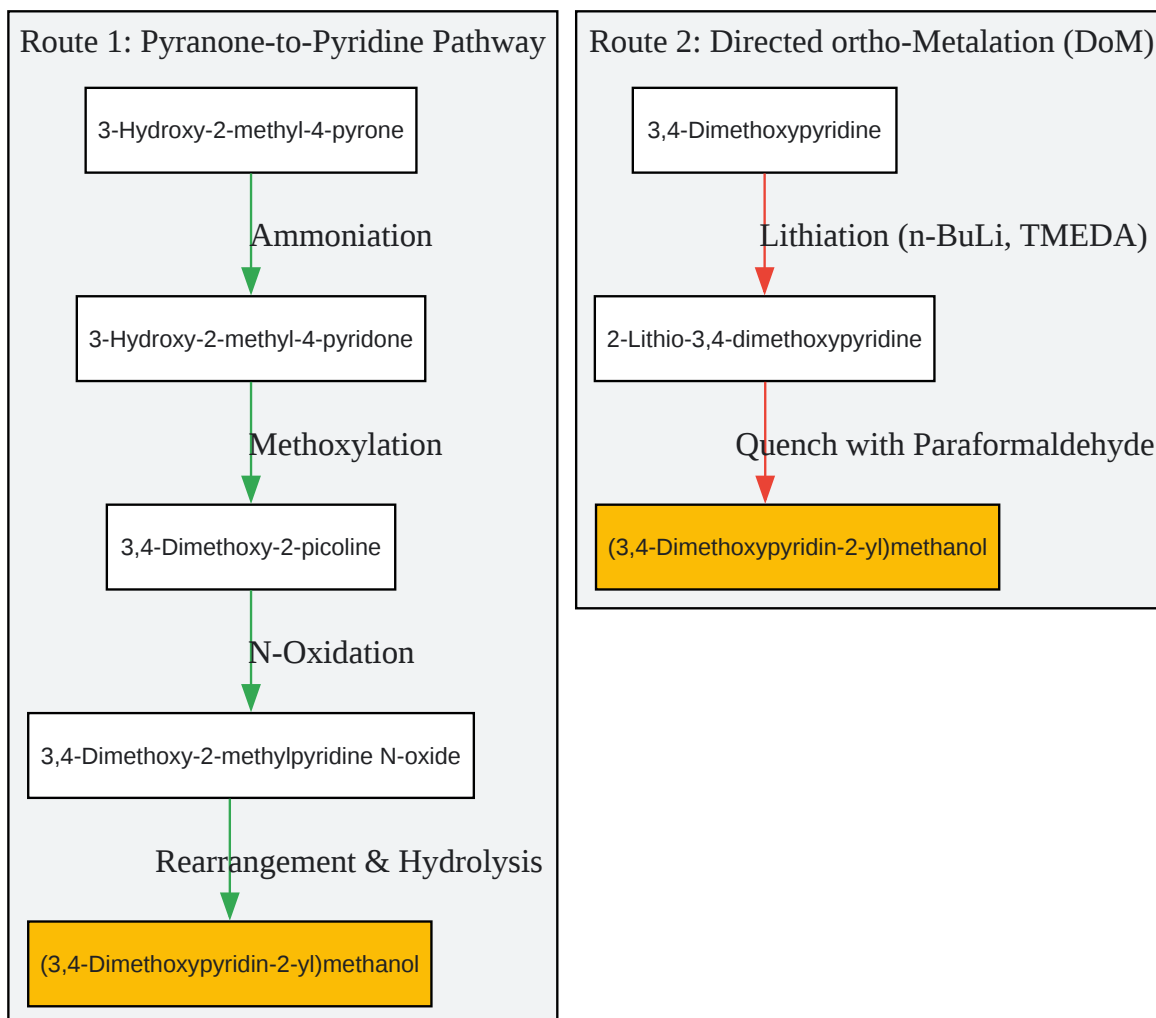 Route 1: Pyranone-to-Pyridine Pathway
3-Hydroxy-2-methyl-4-pyrone
Ammoniation
3-Hydroxy-2-methyl-4-pyridone
Methoxylation
3,4-Dimethoxy-2-picoline
N-Oxidation
3,4-Dimethoxy-2-methylpyridine N-oxide
Rearrangement & Hydrolysis
(3,4-Dimethoxypyridin-2-yl)methanol
Route 2: Directed ortho-Metalation (DoM)
3,4-Dimethoxypyridine
Lithiation (n-BuLi, TMEDA)
2-Lithio-3,4-dimethoxypyridine
Quench with Paraformaldehyde
(3,4-Dimethoxypyridin-2-yl)methanol